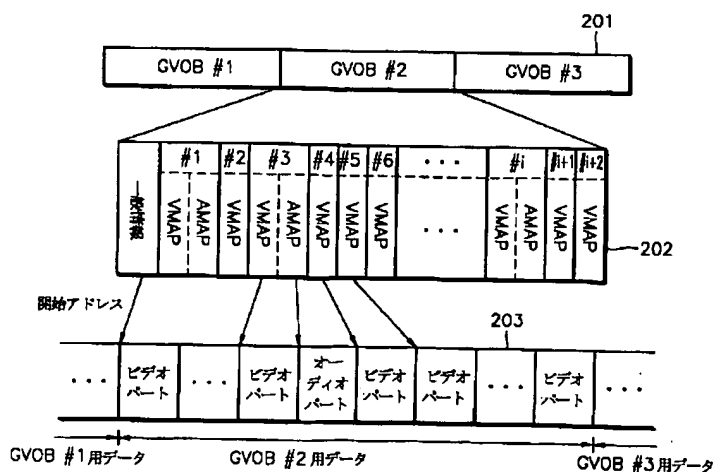 201
GVOB #1 GVOB #2 GVOB #3
#1 #2 #3 #4 #5 #6 ... #i #i+1 #i+2
一般情報 VMAP AMAP VMAP VMAP AMAP VMAP VMAP VMAP ... VMAP AMAP VMAP VMAP
202
開始アドレス
203
... ビデオパート ... ビデオパート オーディオパート ビデオパート ビデオパート ... ビデオパート ...
GVOB #1用データ GVOB #2用データ GVOB #3用データ